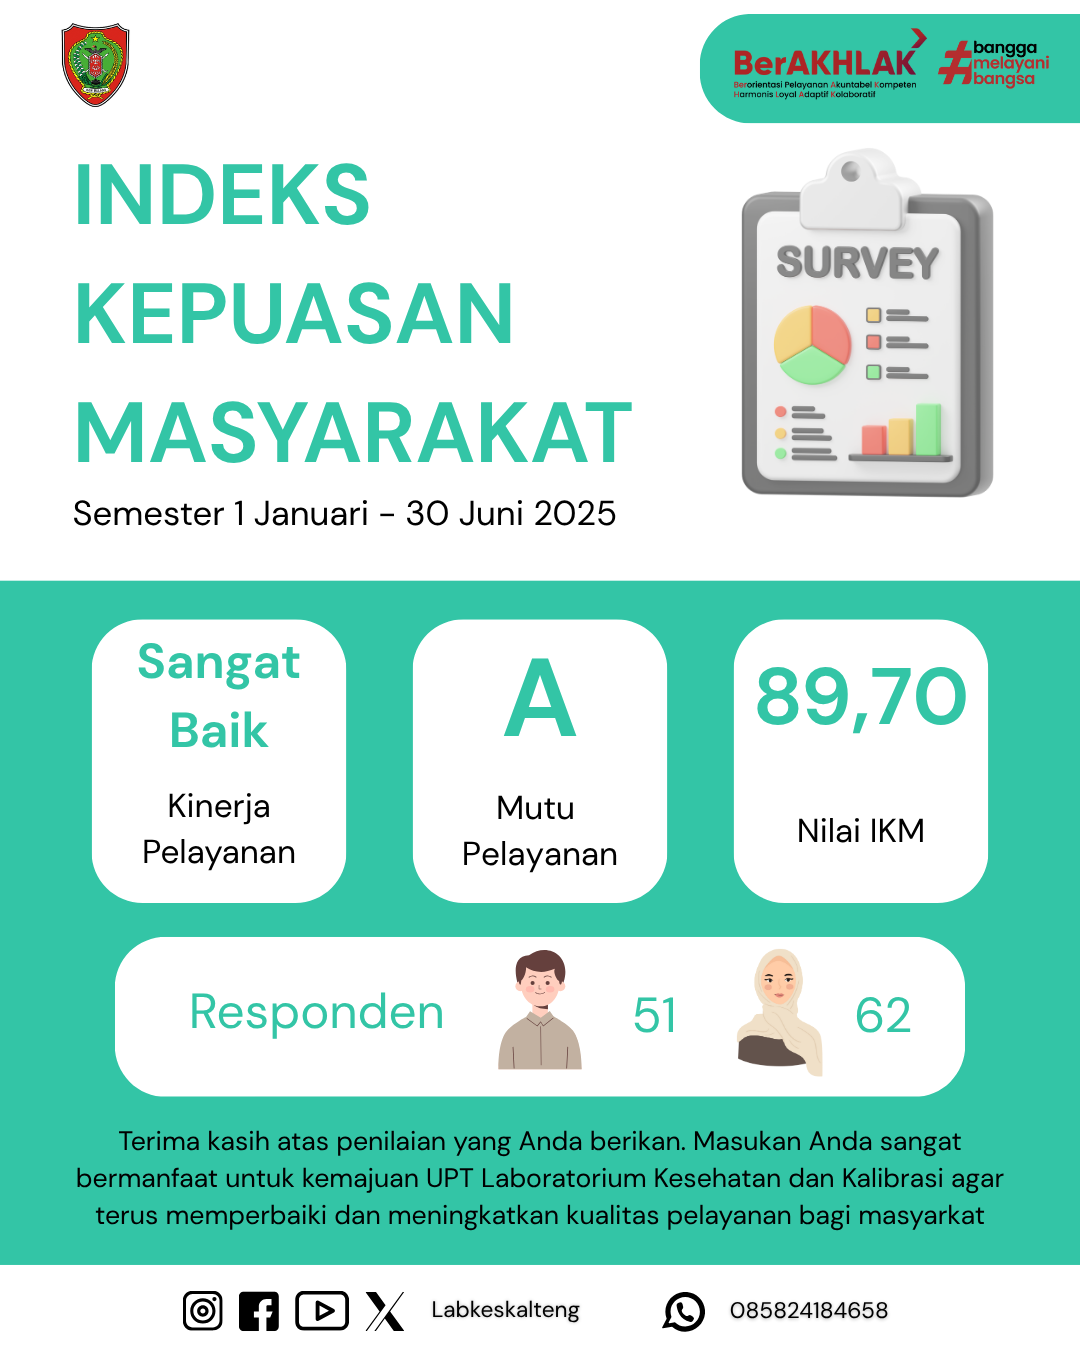 BerAKHLAK
Berorientasi Pelayanan Akuntabel Kompeten
Harmonis Loyal Adaptif Kolaboratif
#bangga
melayani
bangsa
INDEKS
KEPUASAN
MASYARAKAT
Semester 1 Januari - 30 Juni 2025
SURVEY
Sangat
Baik
Kinerja
Pelayanan
A
Mutu
Pelayanan
89,70
Nilai IKM
Responden 51 62
Terima kasih atas penilaian yang Anda berikan. Masukan Anda sangat
bermanfaat untuk kemajuan UPT Laboratorium Kesehatan dan Kalibrasi agar
terus memperbaiki dan meningkatkan kualitas pelayanan bagi masyarkat
Labkeskalteng 085824184658